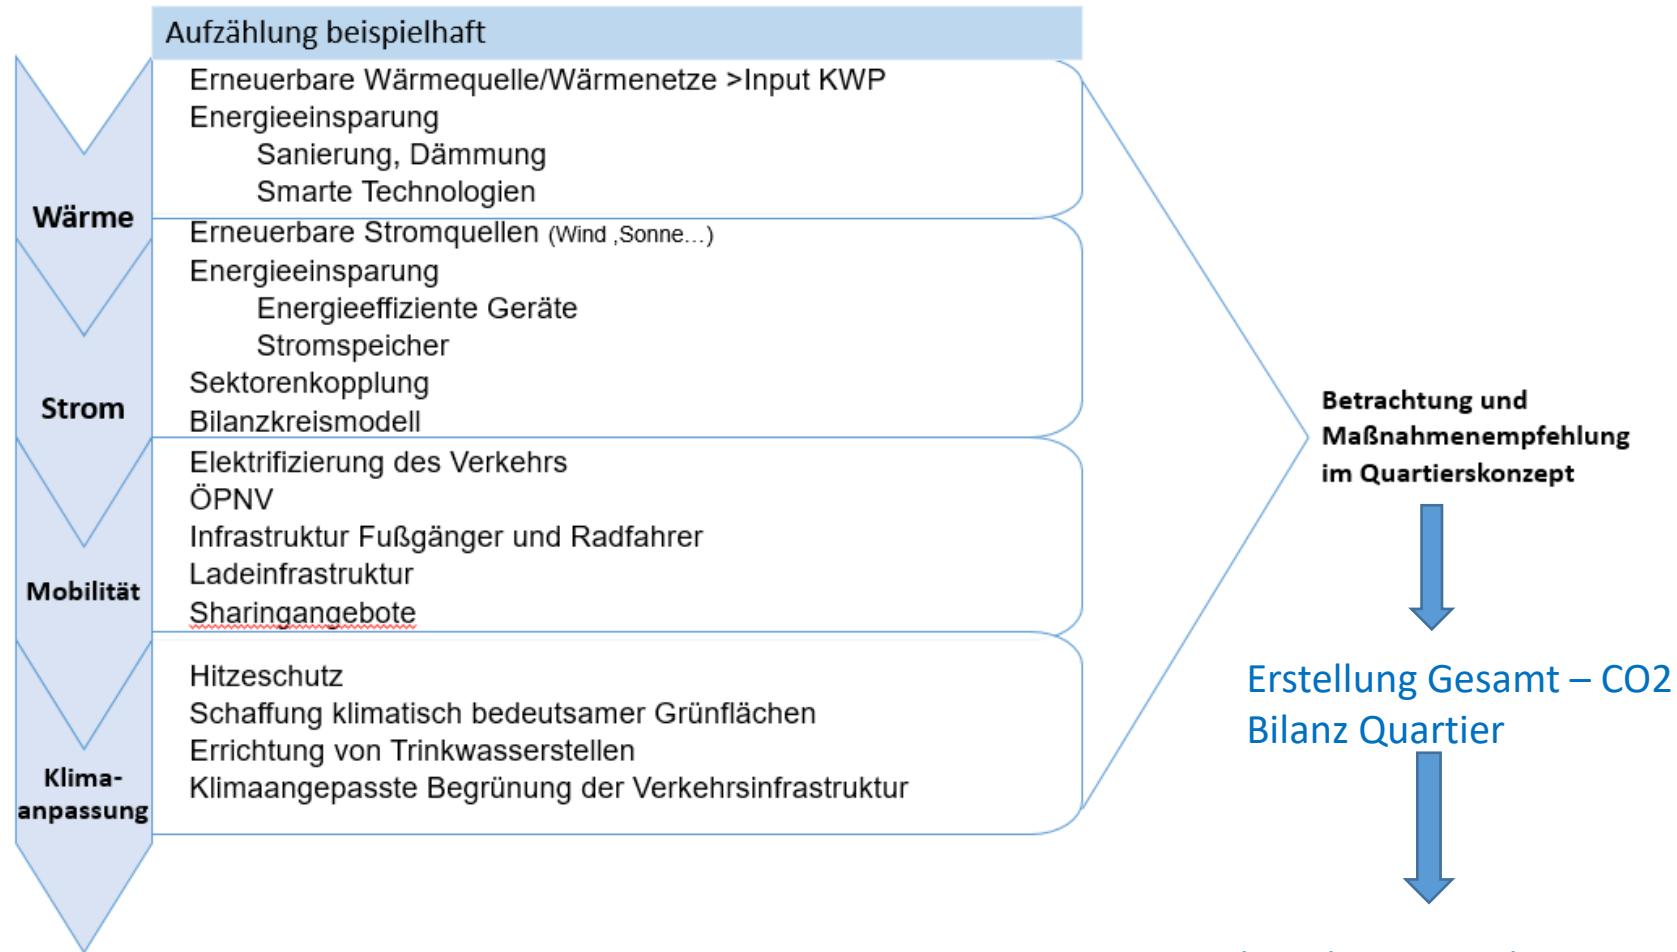 Aufzählung beispielhaft
Wärme
Erneuerbare Wärmequelle/Wärmenetze >Input KWP
Energieeinsparung
Sanierung, Dämmung
Smarte Technologien
Strom
Erneuerbare Stromquellen (Wind ,Sonne...)
Energieeinsparung
Energieeffiziente Geräte
Stromspeicher
Sektorenkopplung
Bilanzkreismodell
Mobilität
Elektrifizierung des Verkehrs
ÖPNV
Infrastruktur Fußgänger und Radfahrer
Ladeinfrastruktur
Sharingangebote
Klima-
anpassung
Hitzeschutz
Schaffung klimatisch bedeutsamer Grünflächen
Errichtung von Trinkwasserstellen
Klimaangepasste Begrünung der Verkehrsinfrastruktur
Betrachtung und
Maßnahmenempfehlung
im Quartierskonzept
Erstellung Gesamt – CO2
Bilanz Quartier